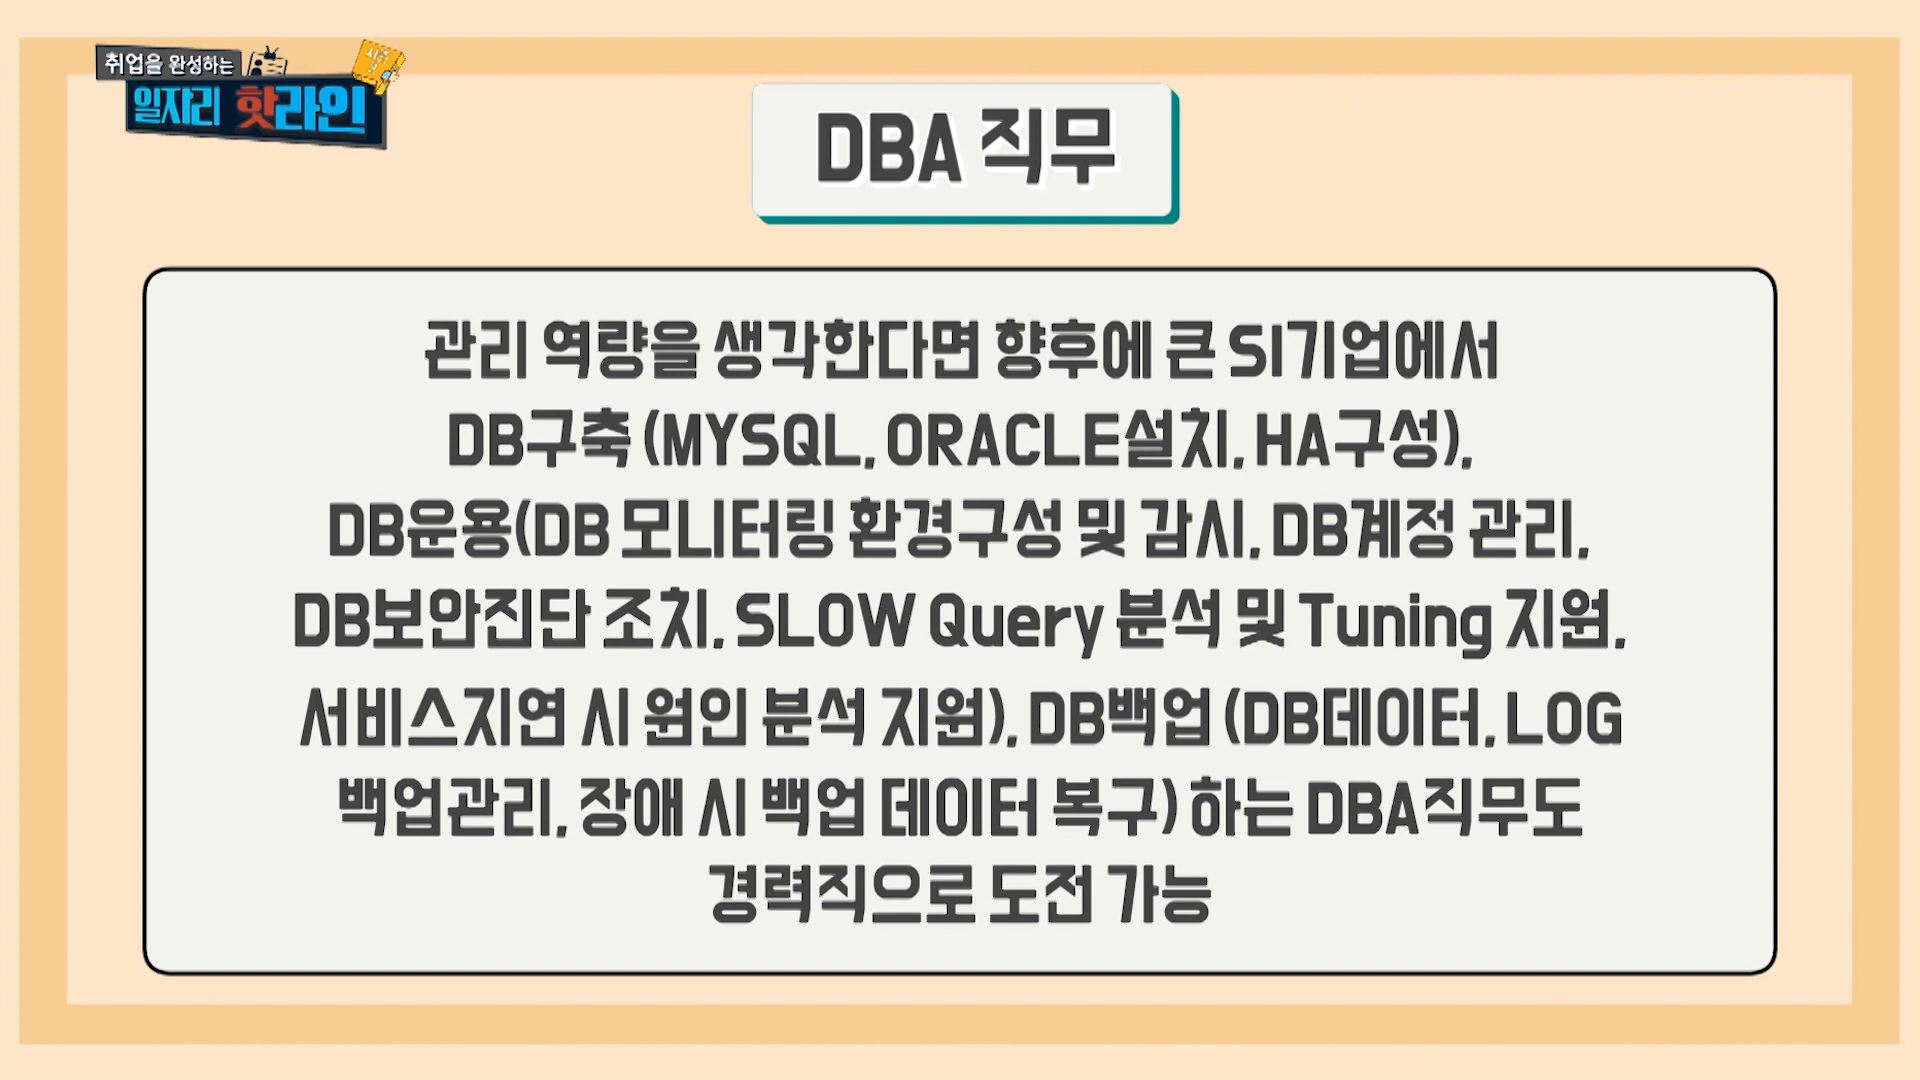 취업을 완성하는
일자리 핫라인
DBA 직무
관리 역량을 생각한다면 향후에 큰 SI기업에서
DB구축 (MYSQL, ORACLE설치, HA구성),
DB운용(DB 모니터링 환경구성 및 감시, DB계정 관리,
DB보안진단 조치, SLOW Query 분석 및 Tuning 지원,
서비스지연 시 원인 분석 지원), DB백업 (DB데이터, LOG
백업관리, 장애 시 백업 데이터 복구) 하는 DBA직무도
경력직으로 도전 가능